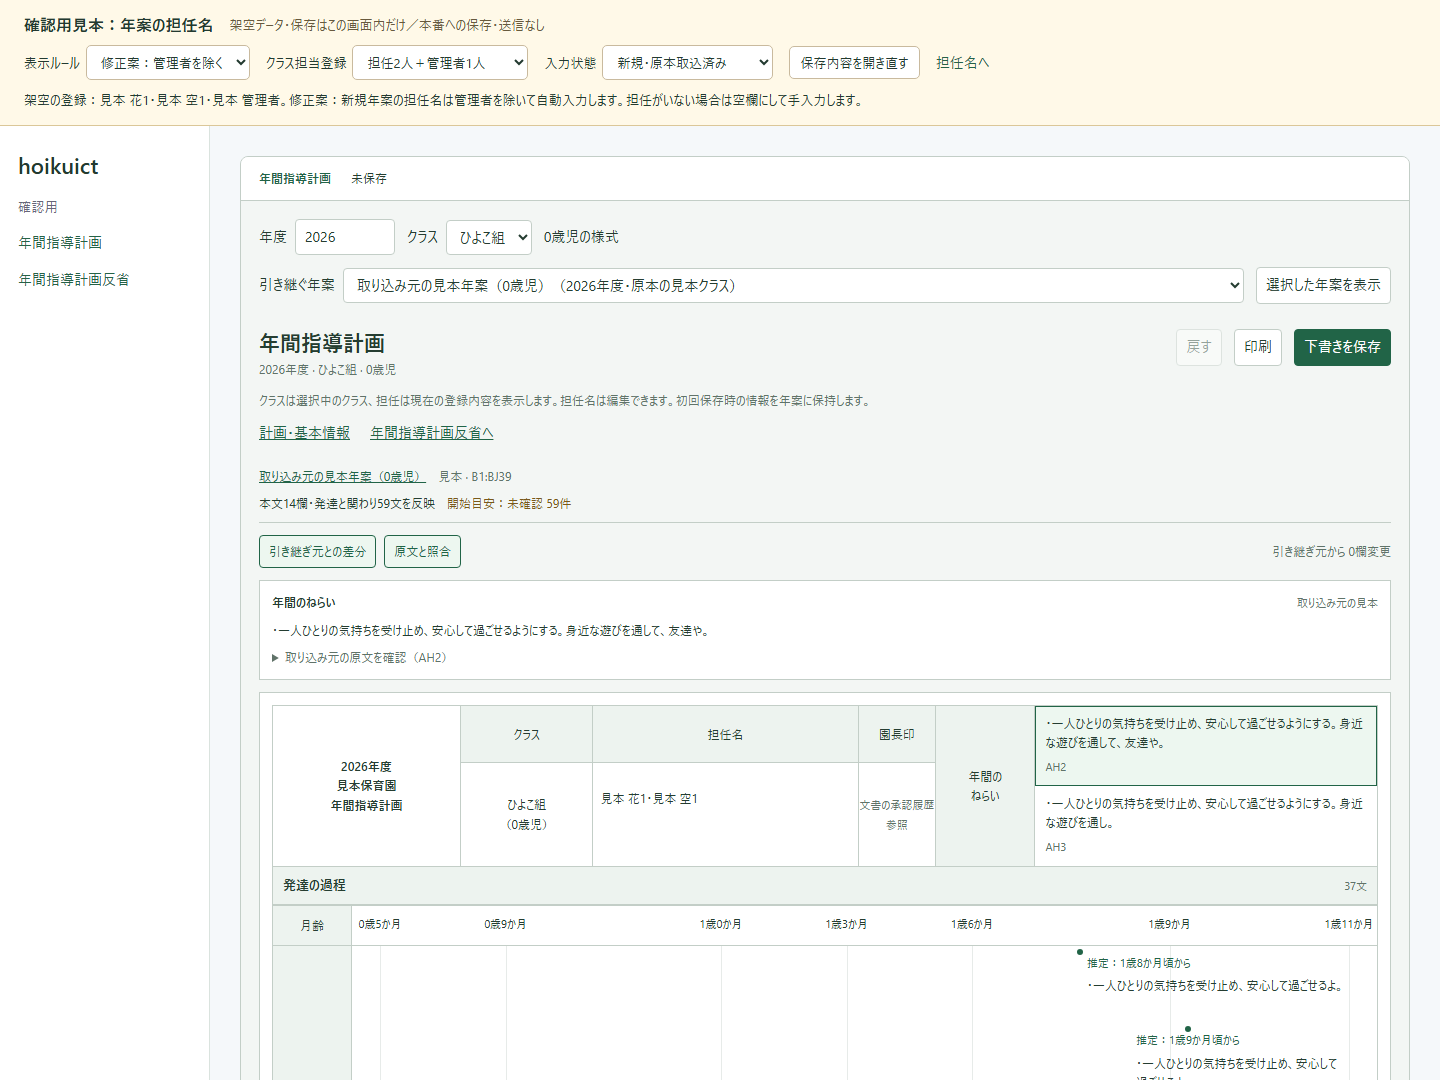 確認用見本：年案の担任名 架空データ・保存はこの画面内だけ／本番への保存・送信なし
表示ルール 修正案：管理者を除く クラス担当登録 担任2人＋管理者1人 入力状態 新規・原本取込済み 保存内容を開き直す 担任名へ
架空の登録：見本 花1・見本 空1・見本 管理者。修正案：新規年案の担任名は管理者を除いて自動入力します。担任がいない場合は空欄にして手入力します。
hoikuict
確認用
年間指導計画
年間指導計画反省
年間指導計画 未保存
年度 2026 クラス ひよこ組 0歳児の様式
引き継ぐ年案 取り込み元の見本年案（0歳児）（2026年度・原本の見本クラス） 選択した年案を表示
年間指導計画 戻す 印刷 下書きを保存
2026年度 · ひよこ組 · 0歳児
クラスは選択中のクラス、担任は現在の登録内容を表示します。担任名は編集できます。初回保存時の情報を年案に保持します。
計画・基本情報 年間指導計画反省へ
取り込み元の見本年案（0歳児） 見本 · B1:BJ39
本文14欄・発達と関わり59文を反映 開始目安：未確認 59件
引き継ぎ元との差分 原文と照合 引き継ぎ元から 0欄変更
年間のねらい 取り込み元の見本
・一人ひとりの気持ちを受け止め、安心して過ごせるようにする。身近な遊びを通して、友達や。
▶ 取り込み元の原文を確認（AH2）
2026年度
見本保育園
年間指導計画
クラス
ひよこ組
（0歳児）
担任名
見本 花1・見本 空1
園長印
文書の承認履歴
参照
年間の
ねらい
・一人ひとりの気持ちを受け止め、安心して過ごせるようにする。身近
な遊びを通して、友達や。
AH2
・一人ひとりの気持ちを受け止め、安心して過ごせるようにする。身近
な遊びを通し。
AH3
発達の過程 37文
月齢 0歳5か月 0歳9か月 1歳0か月 1歳3か月 1歳6か月 1歳9か月 1歳11か月
推定：1歳8か月頃から
・一人ひとりの気持ちを受け止め、安心して過ごせるよ。
推定：1歳9か月頃から
・一人ひとりの気持ちを受け止め、安心して